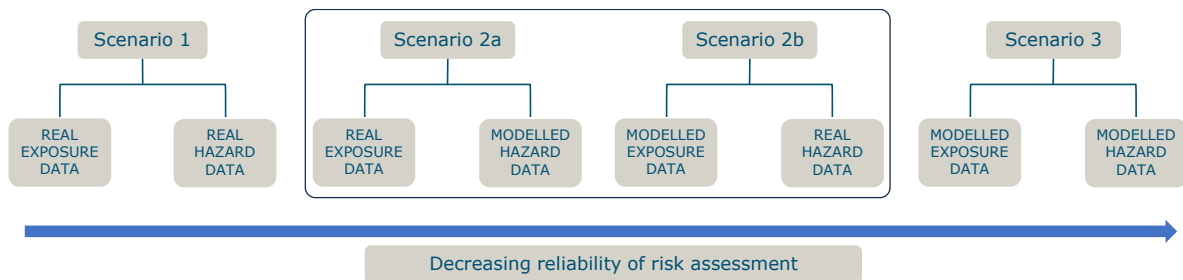 Scenario 1
Scenario 2a
Scenario 2b
Scenario 3
REAL
EXPOSURE
DATA
REAL
HAZARD
DATA
REAL
EXPOSURE
DATA
MODELLED
HAZARD
DATA
MODELLED
EXPOSURE
DATA
REAL
HAZARD
DATA
MODELLED
EXPOSURE
DATA
MODELLED
HAZARD
DATA
Decreasing reliability of risk assessment